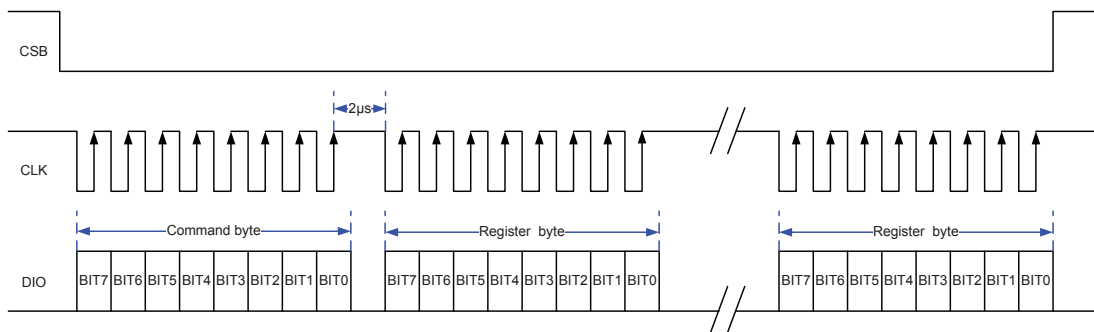 CSB
2μs
CLK
Command byte Register byte Register byte
DIO BIT7 BIT6 BIT5 BIT4 BIT3 BIT2 BIT1 BIT0 BIT7 BIT6 BIT5 BIT4 BIT3 BIT2 BIT1 BIT0 BIT7 BIT6 BIT5 BIT4 BIT3 BIT2 BIT1 BIT0